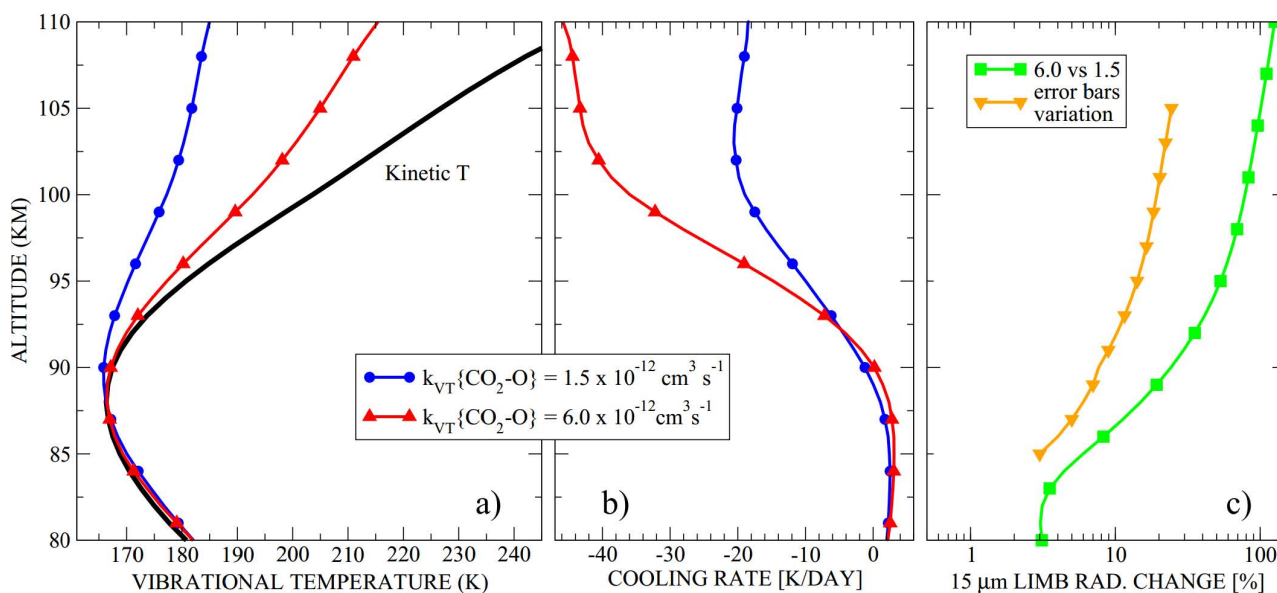 110
105
100
95
90
85
80
ALTITUDE (KM)
Kinetic T
k_VT{CO_2-O} = 1.5 x 10^-12 cm^3 s^-1
k_VT{CO_2-O} = 6.0 x 10^-12 cm^3 s^-1
a)
170 180 190 200 210 220 230 240
VIBRATIONAL TEMPERATURE (K)
b)
-40 -30 -20 -10 0
COOLING RATE [K/DAY]
6.0 vs 1.5
error bars
variation
c)
1 10 100
15 μm LIMB RAD. CHANGE [%]